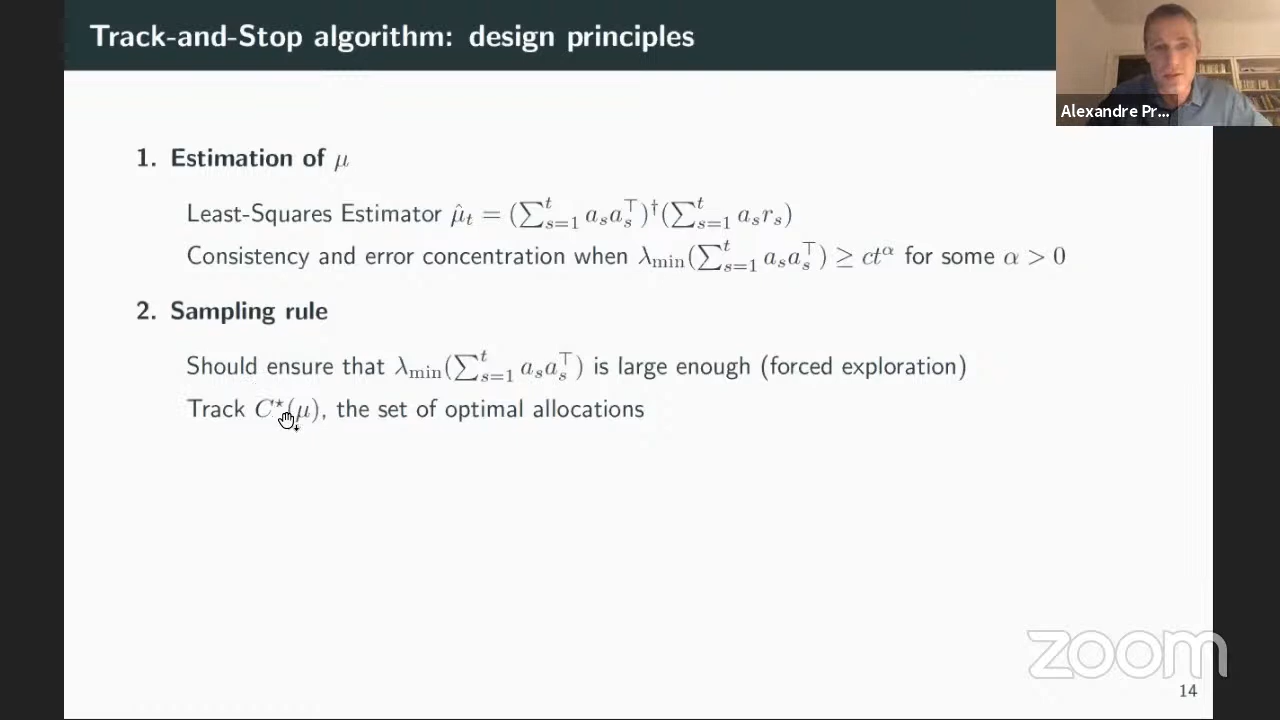 Track-and-Stop algorithm: design principles
Alexandre Pr...
1. Estimation of μ
Least-Squares Estimator μ̂_t = (∑_{s=1}^t a_s a_s^⊤)^†(∑_{s=1}^t a_s r_s)
Consistency and error concentration when λ_min(∑_{s=1}^t a_s a_s^⊤) ≥ ct^α for some α > 0
2. Sampling rule
Should ensure that λ_min(∑_{s=1}^t a_s a_s^⊤) is large enough (forced exploration)
Track C^⋆(μ), the set of optimal allocations
zoom
14